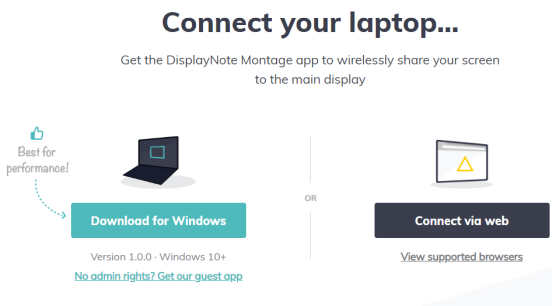 Connect your laptop...
Get the DisplayNote Montage app to wirelessly share your screen
to the main display
Best for
performance!
Download for Windows
Version 1.0.0 · Windows 10+
No admin rights? Get our guest app
OR
Connect via web
View supported browsers